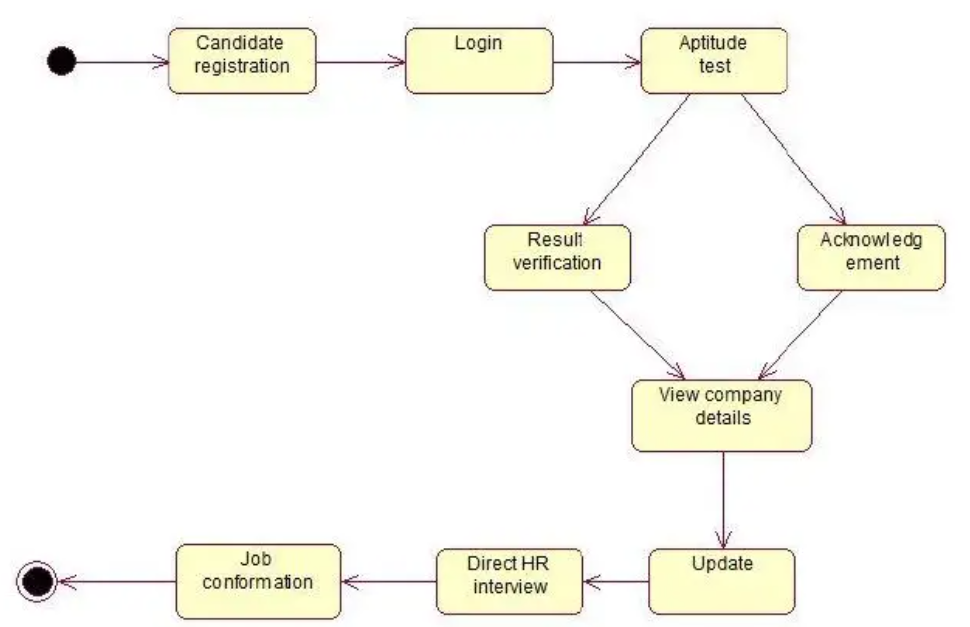 Candidate
registration
Login
Aptitude
test
Result
verification
Acknowledg
ement
View company
details
Job
conformation
Direct HR
interview
Update